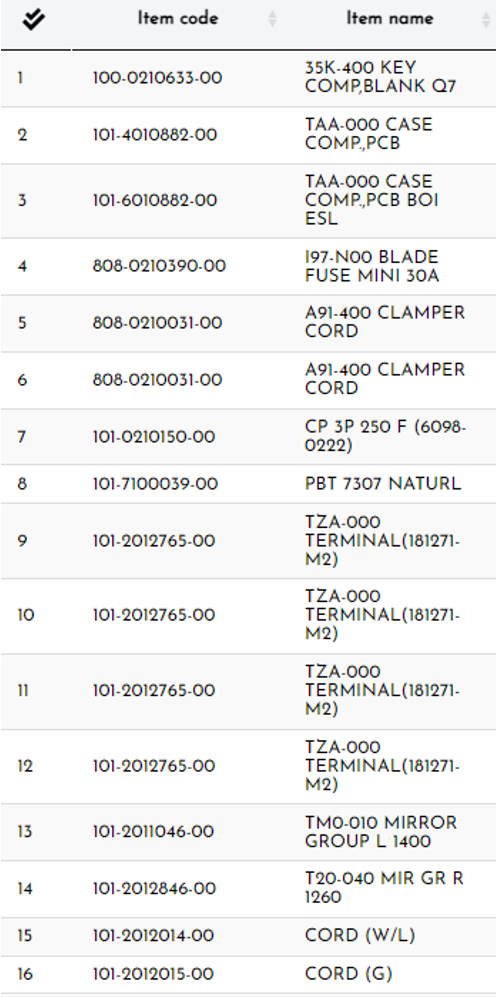 Item code Item name
1 100-0210633-00 35K-400 KEY
COMP,BLANK Q7
2 101-4010882-00 TAA-000 CASE
COMP.,PCB
3 101-6010882-00 TAA-000 CASE
COMP.,PCB BOI
ESL
4 808-0210390-00 I97-N00 BLADE
FUSE MINI 30A
5 808-0210031-00 A91-400 CLAMPER
CORD
6 808-0210031-00 A91-400 CLAMPER
CORD
7 101-0210150-00 CP 3P 250 F (6098-
0222)
8 101-7100039-00 PBT 7307 NATURL
9 101-2012765-00 TZA-000
TERMINAL(181271-
M2)
10 101-2012765-00 TZA-000
TERMINAL(181271-
M2)
11 101-2012765-00 TZA-000
TERMINAL(181271-
M2)
12 101-2012765-00 TZA-000
TERMINAL(181271-
M2)
13 101-2011046-00 TM0-010 MIRROR
GROUP L 1400
14 101-2012846-00 T20-040 MIR GR R
1260
15 101-2012014-00 CORD (W/L)
16 101-2012015-00 CORD (G)